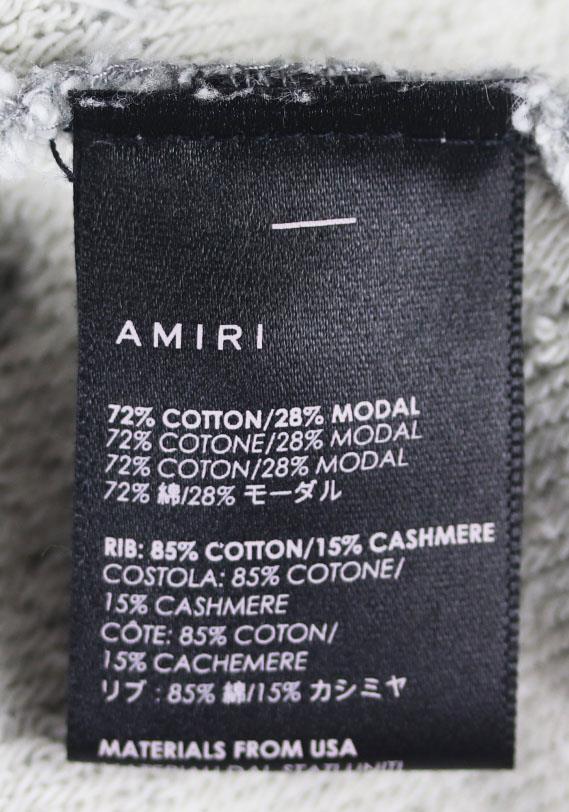 AMIRI
72% COTTON/28% MODAL
72% COTONE/28% MODAL
72% COTON/28% MODAL
72% 綿/28% モーダル
RIB: 85% COTTON/15% CASHMERE
COSTOLA: 85% COTONE/
15% CASHMERE
CÔTE: 85% COTON/
15% CACHEMERE
リブ : 85% 綿/15% カシミヤ
MATERIALS FROM USA